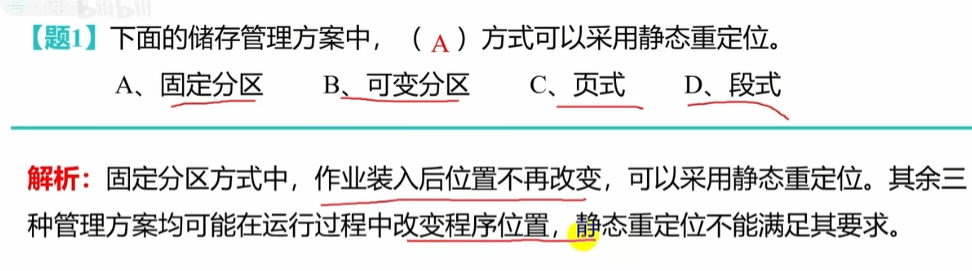 【题1】下面的储存管理方案中，（ A ）方式可以采用静态重定位。
A、固定分区 B、可变分区 C、页式 D、段式
解析：固定分区方式中，作业装入后位置不再改变，可以采用静态重定位。其余三
种管理方案均可能在运行过程中改变程序位置，静态重定位不能满足其要求。